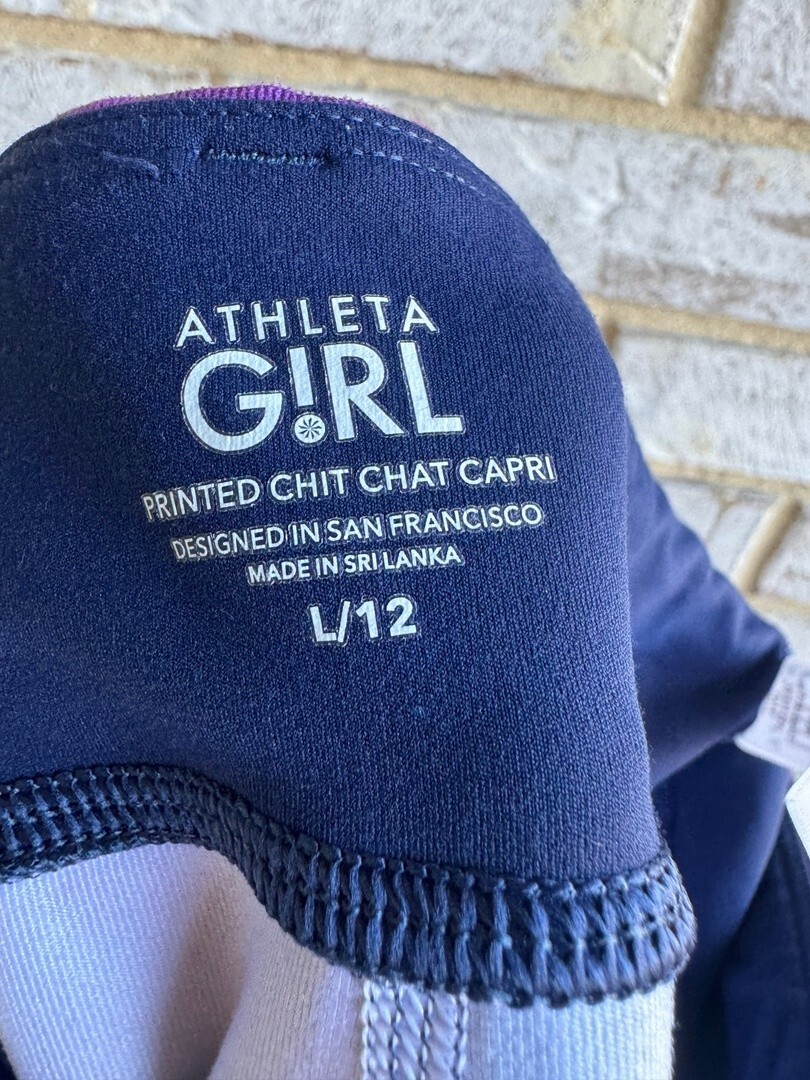 ATHLETA
G!RL
PRINTED CHIT CHAT CAPRI
DESIGNED IN SAN FRANCISCO
MADE IN SRI LANKA
L/12